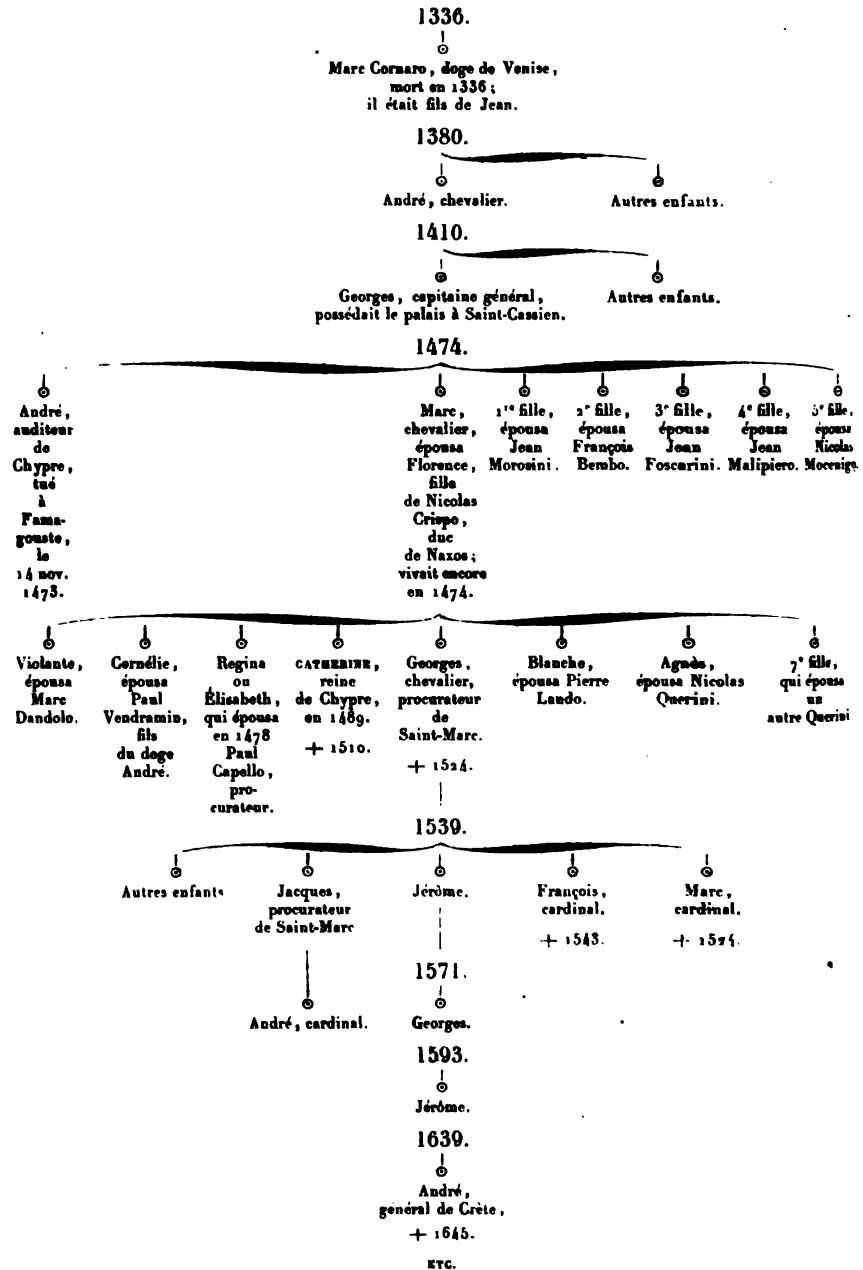 1336.
Marc Cornaro, doge de Venise,
mort en 1336;
il était fils de Jean.
1380.
André, chevalier.
Autres enfants.
1410.
Georges, capitaine général,
possédait le palais à Saint-Cassien.
Autres enfants.
1474.
André,
auditeur
de
Chypre,
tué
à
Fama-
gouste,
le
14 nov.
1473.
Marc,
chevalier,
épousa
Florence,
fille
de Nicolas
Crispo,
duc
de Naxos;
vivait encore
en 1474.
1re fille,
épousa
Jean
Morosini.
2e fille,
épousa
François
Bembo.
3e fille,
épousa
Jean
Foscarini.
4e fille,
épousa
Jean
Malipiero.
5e fille,
épousa
Nicolas
Mocenigo.
Violante,
épousa
Marc
Dandolo.
Cornélie,
épousa
Paul
Vendramin,
fils
du doge
André.
Regina
ou
Élisabeth,
qui épousa
en 1478
Paul
Capello,
pro-
curateur.
CATHERINE,
reine
de Chypre,
en 1489.
+ 1510.
Georges,
chevalier,
procurateur
de
Saint-Marc.
+ 1524.
Blanche,
épousa Pierre
Lando.
Agnès,
épousa Nicolas
Querini.
7e fille,
qui épousa
un
autre Querini
1539.
Autres enfants
Jacques,
procurateur
de Saint-Marc
Jérôme.
François,
cardinal.
+ 1543.
Marc,
cardinal.
+ 1524.
1571.
André, cardinal.
Georges.
1593.
Jérôme.
1639.
André,
général de Crète,
+ 1645.
ETC.